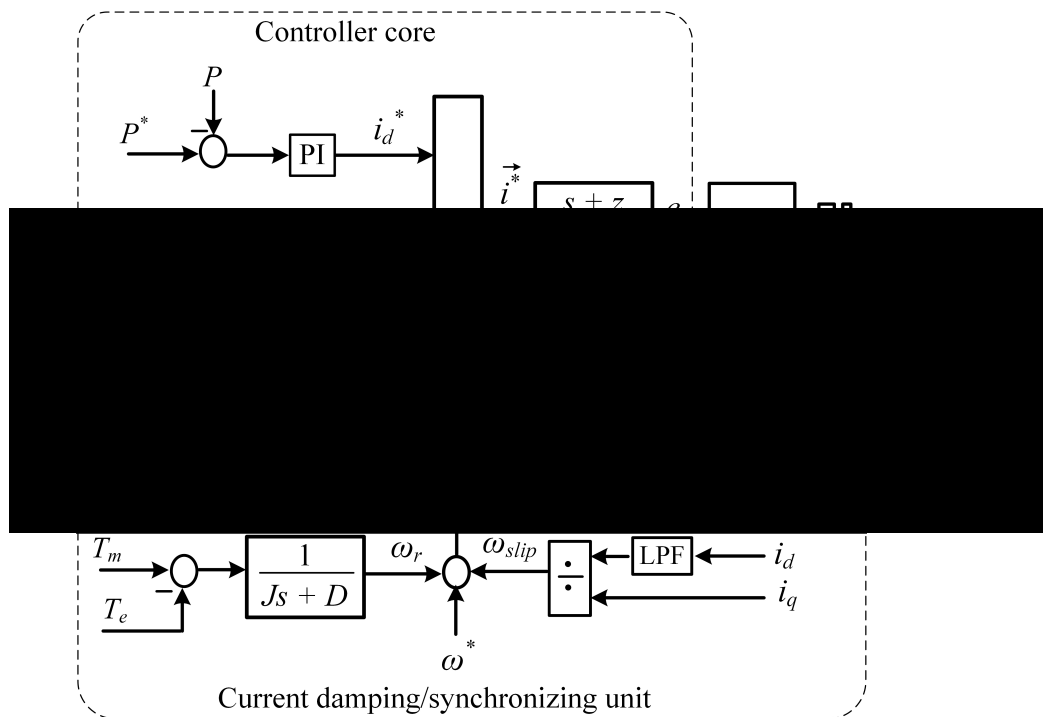 Controller core
P
P*
−
PI
i_d*
i⃗*
s + z
T_m
−
T_e
1
Js + D
ω_r
ω_slip
ω*
÷
LPF
i_d
i_q
Current damping/synchronizing unit